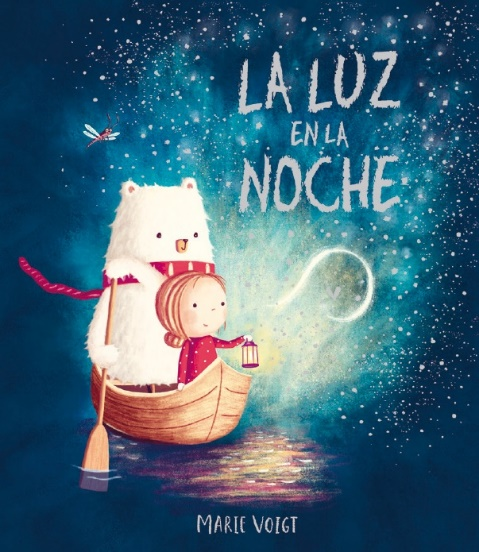 LA LUZ
EN LA
NOCHE
MARIE VOIGT